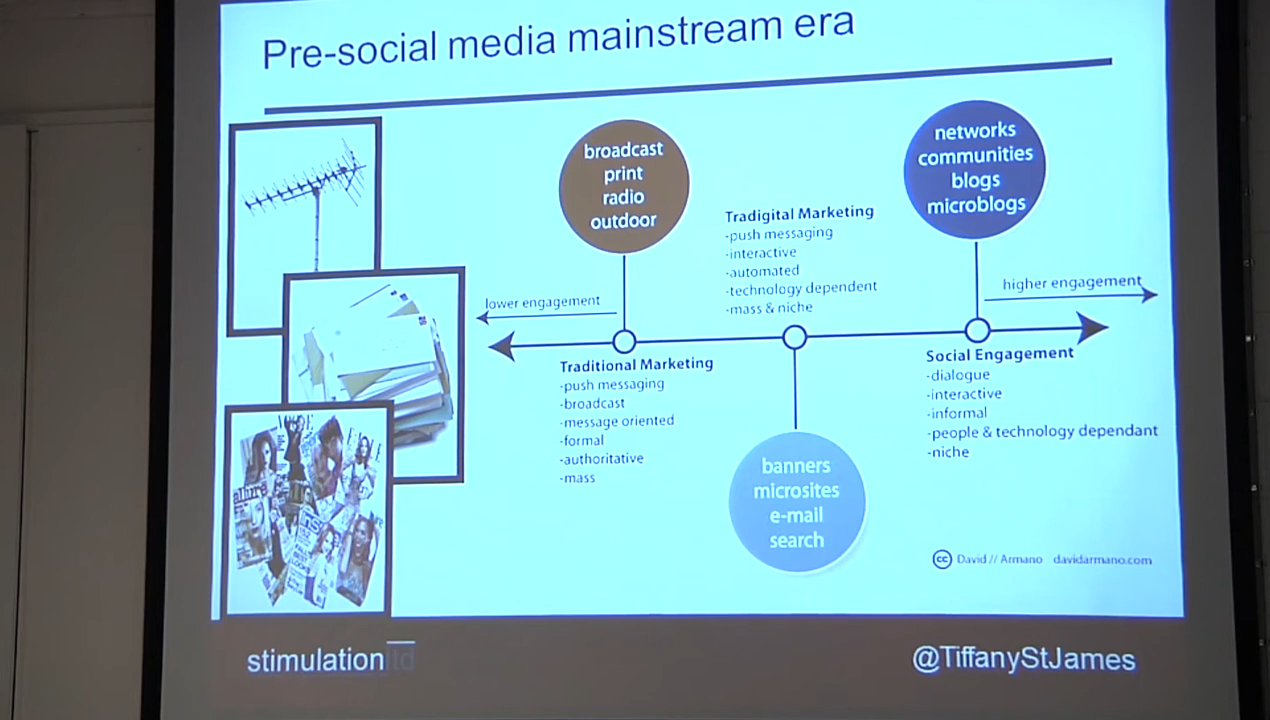 Pre-social media mainstream era
broadcast
print
radio
outdoor
networks
communities
blogs
microblogs
Tradigital Marketing
-push messaging
-interactive
-automated
-technology dependent
-mass & niche
lower engagement
higher engagement
Traditional Marketing
-push messaging
-broadcast
-message oriented
-formal
-authoritative
-mass
Social Engagement
-dialogue
-interactive
-informal
-people & technology dependant
-niche
banners
microsites
e-mail
search
allure
cc David // Armano davidarmano.com
stimulation ltd
@TiffanyStJames